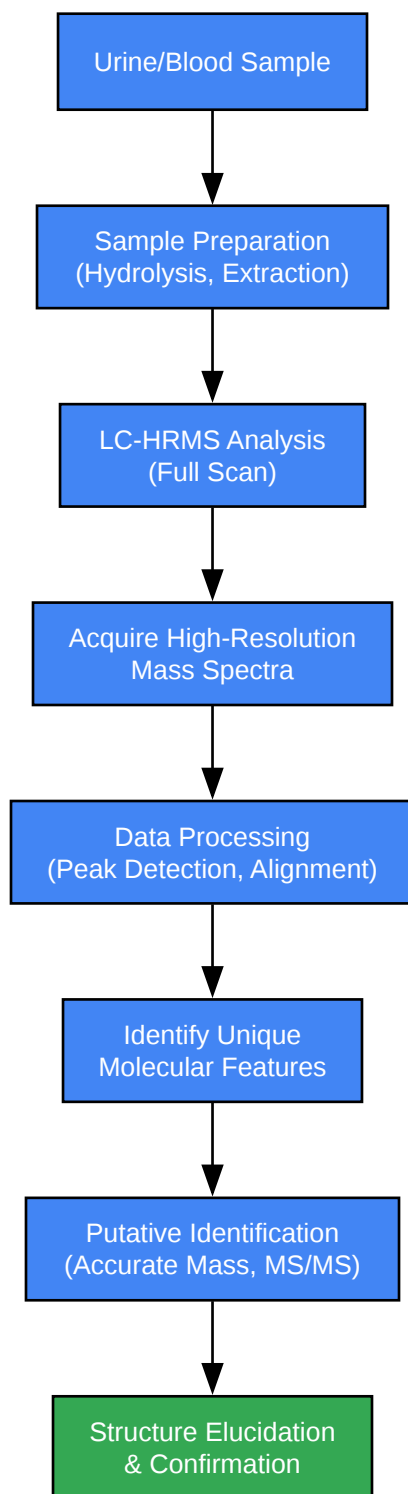 Urine/Blood Sample
Sample Preparation
(Hydrolysis, Extraction)
LC-HRMS Analysis
(Full Scan)
Acquire High-Resolution
Mass Spectra
Data Processing
(Peak Detection, Alignment)
Identify Unique
Molecular Features
Putative Identification
(Accurate Mass, MS/MS)
Structure Elucidation
& Confirmation